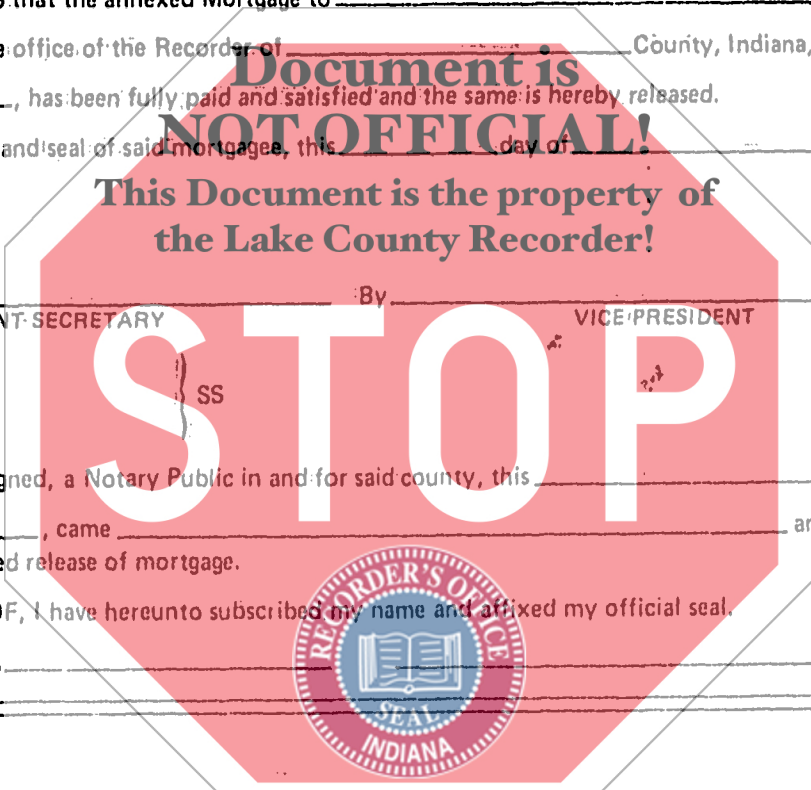 that the annexed Mortgage to
office of the Recorder of County, Indiana,
Document is
, has been fully paid and satisfied and the same is hereby released.
NOT OFFICIAL!
and seal of said mortgagee, this day of
This Document is the property of
the Lake County Recorder!
By
NT SECRETARY VICE PRESIDENT
STOP
SS
gned, a Notary Public in and for said county, this
, came an
ed release of mortgage.
RECORDER'S OFFICE
F, I have hereunto subscribed my name and affixed my official seal.
SEAL
INDIANA